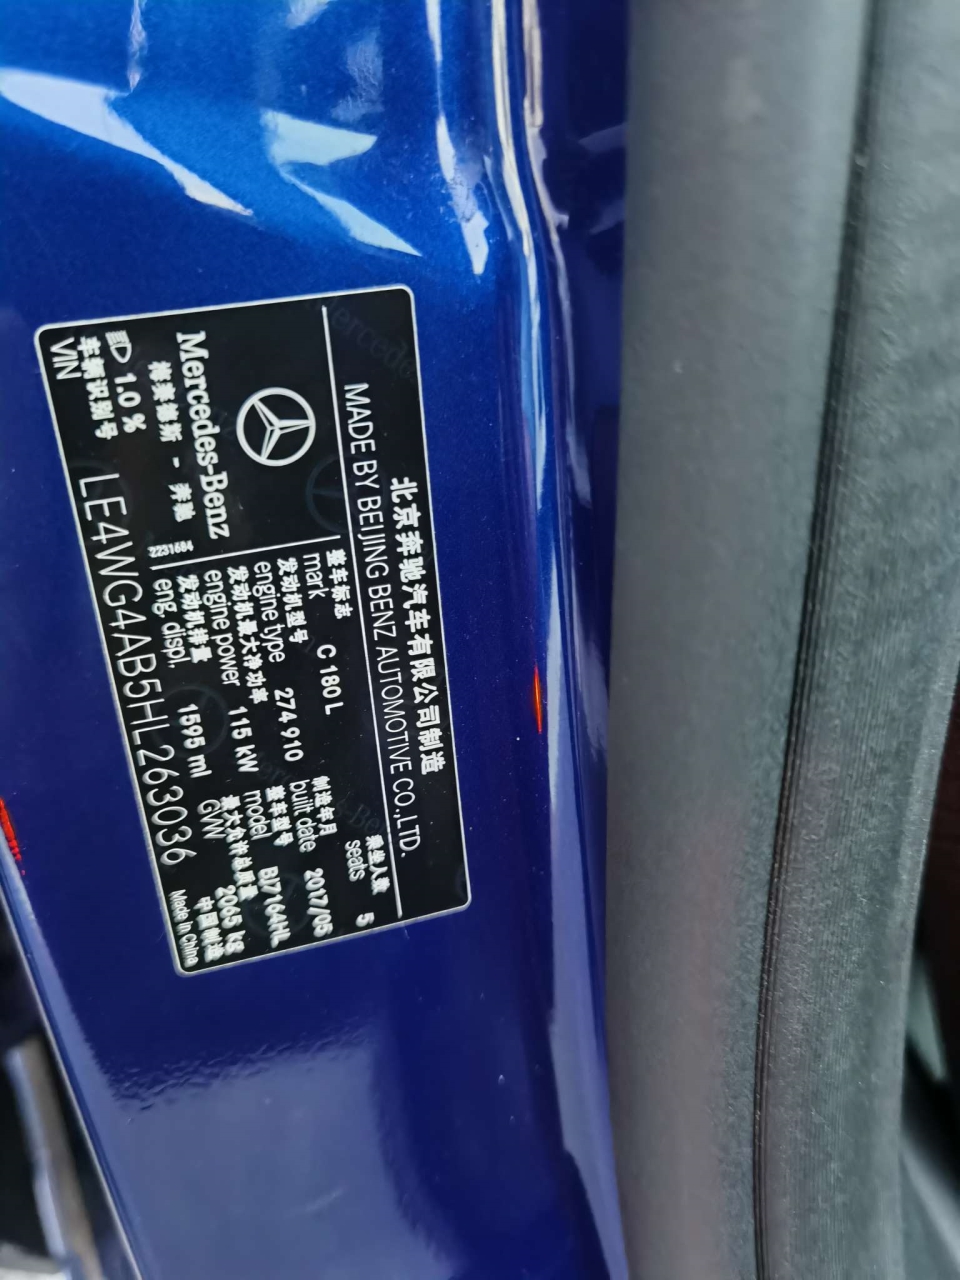 北京奔驰汽车有限公司制造
MADE BY BEIJING BENZ AUTOMOTIVE CO.,LTD.
Mercedes-Benz
梅赛德斯 - 奔驰
2231684
1.0 %
整车标志
mark C 180 L
乘坐人数
seats 5
发动机型号
engine type 274 910
制造年月
built date 2017/05
发动机最大净功率
engine power 115 kW
整车型号
model BJ7164HL
发动机排量
eng. displ. 1595 ml
最大允许总质量
GVW 2065 KG
车辆识别号
VIN LE4WG4AB5HL263036
中国制造
Made In China